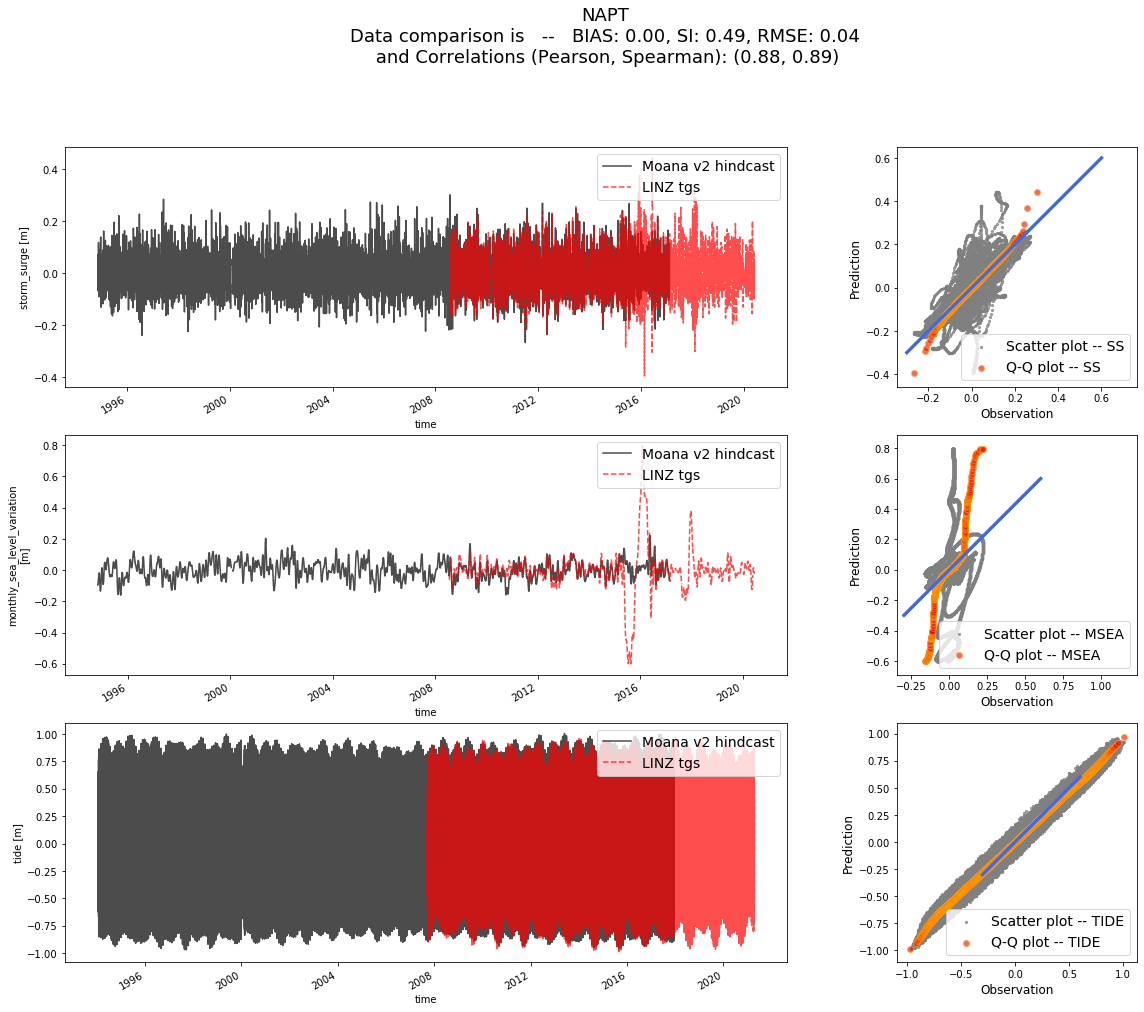 NAPT
Data comparison is -- BIAS: 0.00, SI: 0.49, RMSE: 0.04
and Correlations (Pearson, Spearman): (0.88, 0.89)
storm_surge [m]
0.4
0.2
0.0
−0.2
−0.4
Moana v2 hindcast
LINZ tgs
1996
2000
2004
2008
2012
2016
2020
time
Prediction
0.6
0.4
0.2
0.0
−0.2
−0.4
Scatter plot -- SS
Q-Q plot -- SS
−0.2
0.0
0.2
0.4
0.6
Observation
monthly_sea_level_variation
[m]
0.8
0.6
0.4
0.2
0.0
−0.2
−0.4
−0.6
Moana v2 hindcast
LINZ tgs
1996
2000
2004
2008
2012
2016
2020
time
Prediction
0.8
0.6
0.4
0.2
0.0
−0.2
−0.4
−0.6
Scatter plot -- MSEA
Q-Q plot -- MSEA
−0.25
0.00
0.25
0.50
0.75
1.00
Observation
tide [m]
1.00
0.75
0.50
0.25
0.00
−0.25
−0.50
−0.75
−1.00
Moana v2 hindcast
LINZ tgs
1996
2000
2004
2008
2012
2016
2020
time
Prediction
1.00
0.75
0.50
0.25
0.00
−0.25
−0.50
−0.75
−1.00
Scatter plot -- TIDE
Q-Q plot -- TIDE
−1.0
−0.5
0.0
0.5
1.0
Observation